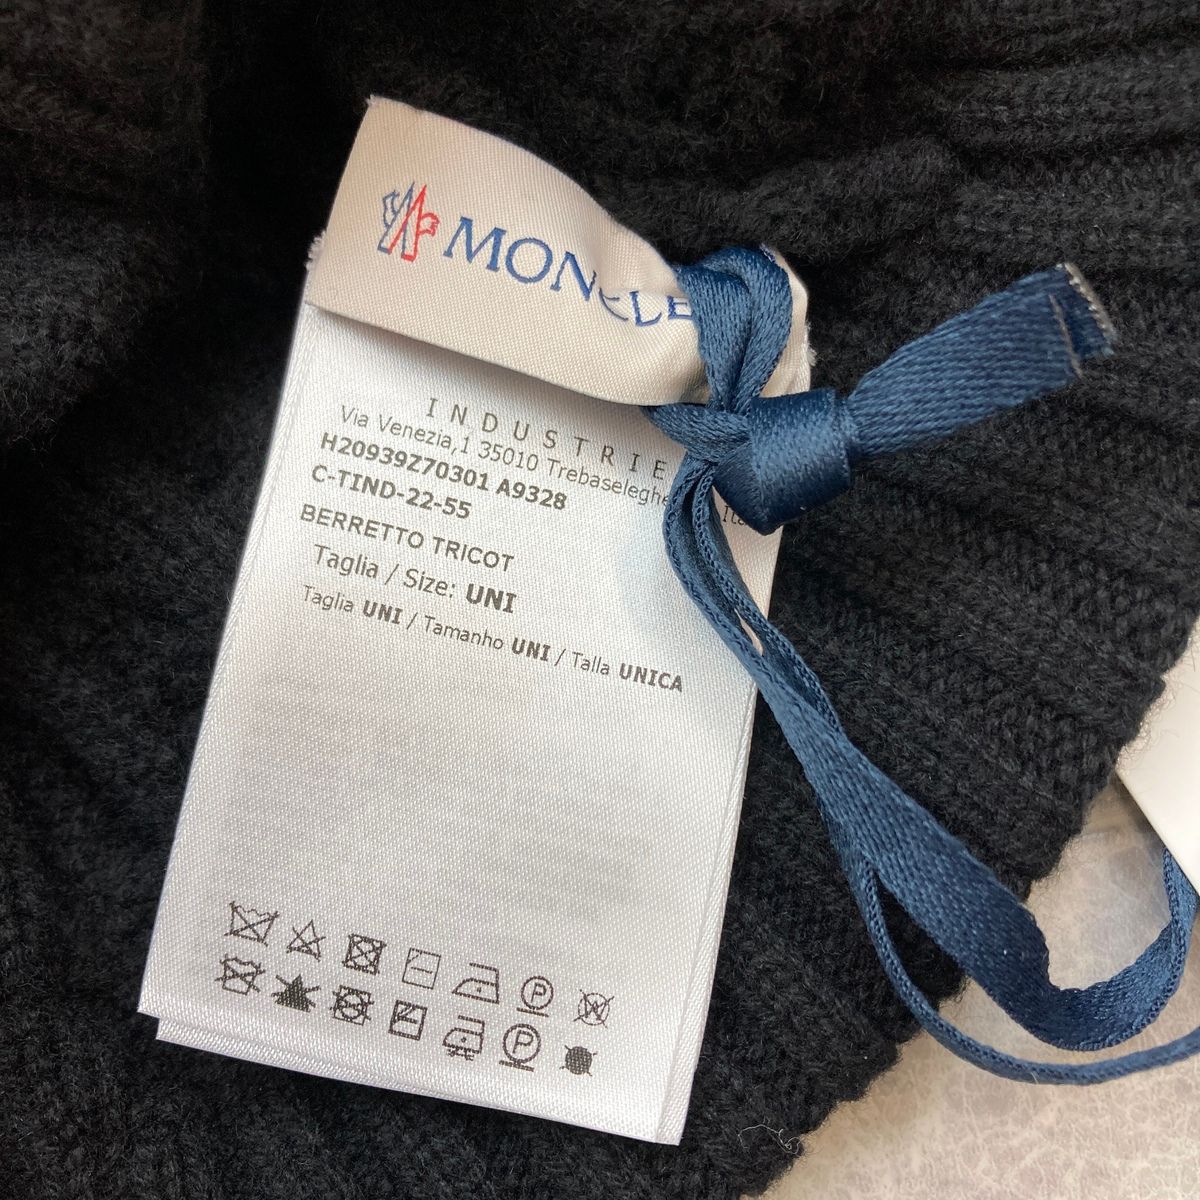 MONCLE
INDUSTRIE
Via Venezia,1 35010 Trebaseleghe Ita
H20939Z70301 A9328
C-TIND-22-55
BERRETTO TRICOT
Taglia / Size: UNI
Taglia UNI / Tamanho UNI / Talla UNICA
P
W
P